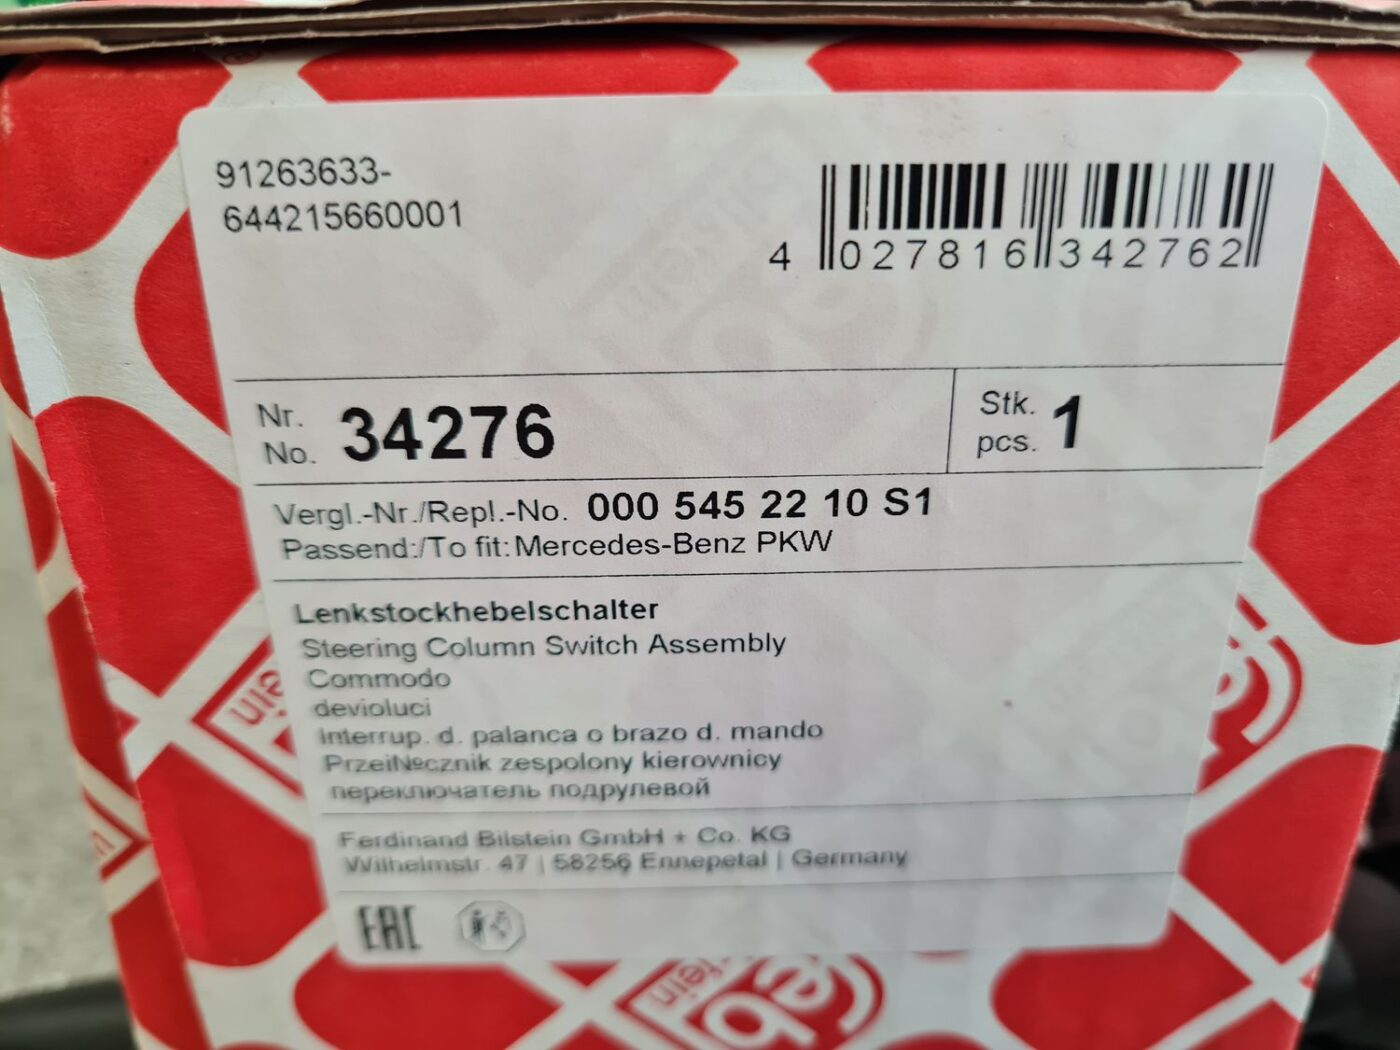 91263633-
644215660001
4 027816 342762
Nr.
No. 34276
Stk.
pcs. 1
Vergl.-Nr./Repl.-No. 000 545 22 10 S1
Passend:/To fit:Mercedes-Benz PKW
Lenkstockhebelschalter
Steering Column Switch Assembly
Commodo
devioluci
Interrup. d. palanca o brazo d. mando
Przei№cznik zespolony kierownicy
переключатель подрулевой
Ferdinand Bilstein GmbH + Co. KG
Wilhelmstr. 47 | 58256 Ennepetal | Germany
EAC